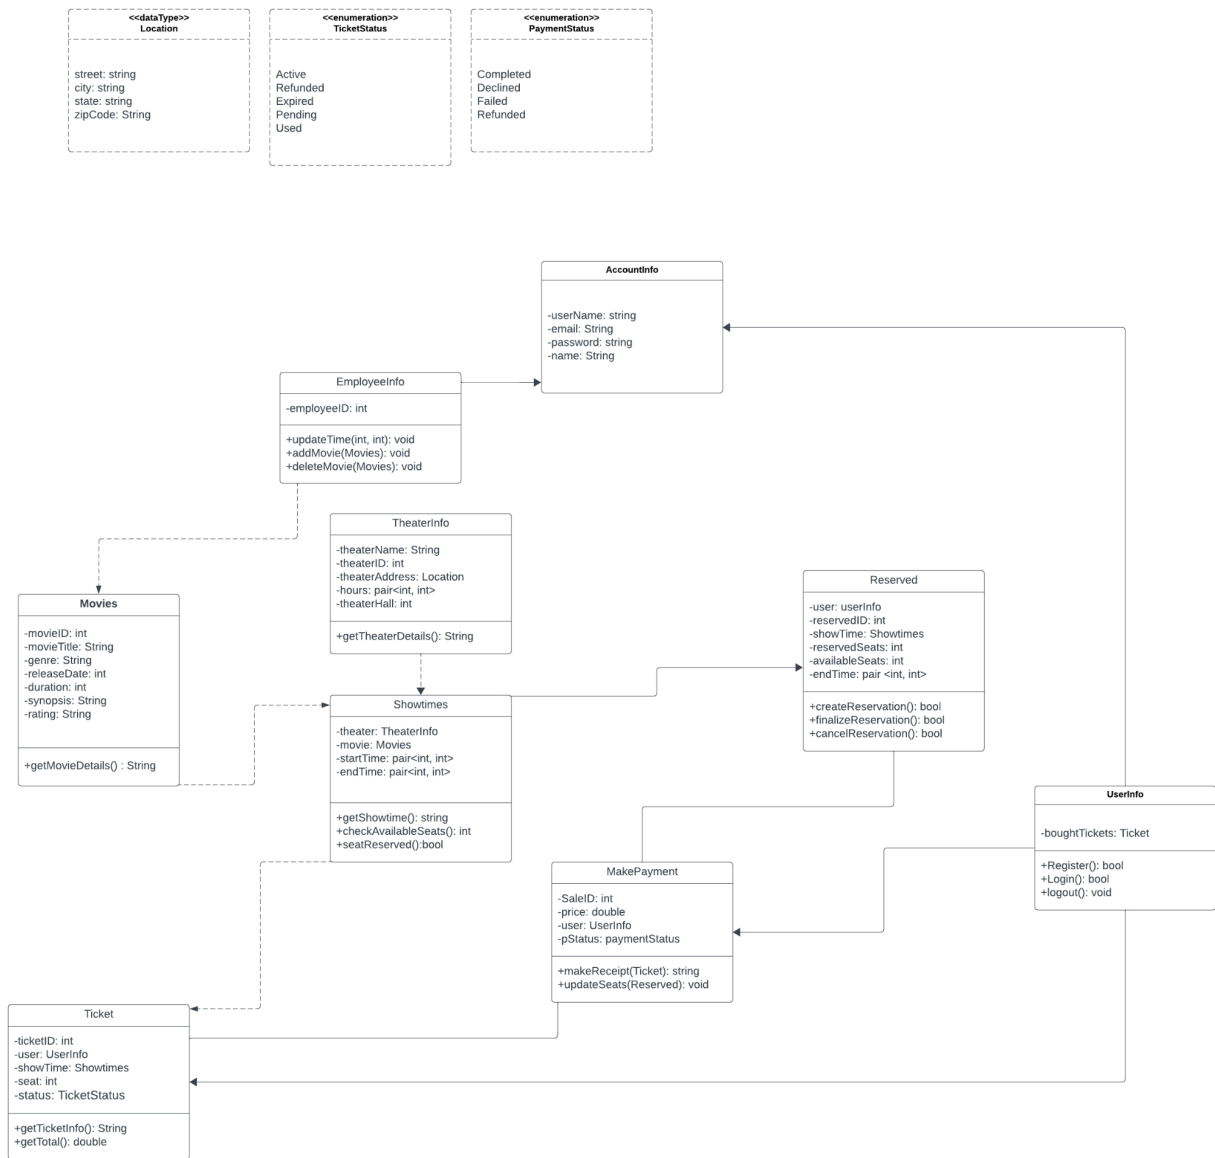 <<dataType>>
Location
street: string
city: string
state: string
zipCode: String
<<enumeration>>
TicketStatus
Active
Refunded
Expired
Pending
Used
<<enumeration>>
PaymentStatus
Completed
Declined
Failed
Refunded
AccountInfo
-userName: string
-email: String
-password: string
-name: String
EmployeeInfo
-employeeID: int
+updateTime(int, int): void
+addMovie(Movies): void
+deleteMovie(Movies): void
TheaterInfo
-theaterName: String
-theaterID: int
-theaterAddress: Location
-hours: pair<int, int>
-theaterHall: int
+getTheaterDetails(): String
Movies
-movieID: int
-movieTitle: String
-genre: String
-releaseDate: int
-duration: int
-synopsis: String
-rating: String
+getMovieDetails() : String
Reserved
-user: userInfo
-reservedID: int
-showTime: Showtimes
-reservedSeats: int
-availableSeats: int
-endTime: pair <int, int>
+createReservation(): bool
+finalizeReservation(): bool
+cancelReservation(): bool
Showtimes
-theater: TheaterInfo
-movie: Movies
-startTime: pair<int, int>
-endTime: pair<int, int>
+getShowtime(): string
+checkAvailableSeats(): int
+seatReserved():bool
UserInfo
-boughtTickets: Ticket
+Register(): bool
+Login(): bool
+logout(): void
MakePayment
-SaleID: int
-price: double
-user: UserInfo
-pStatus: paymentStatus
+makeReceipt(Ticket): string
+updateSeats(Reserved): void
Ticket
-ticketID: int
-user: UserInfo
-showTime: Showtimes
-seat: int
-status: TicketStatus
+getTicketInfo(): String
+getTotal(): double